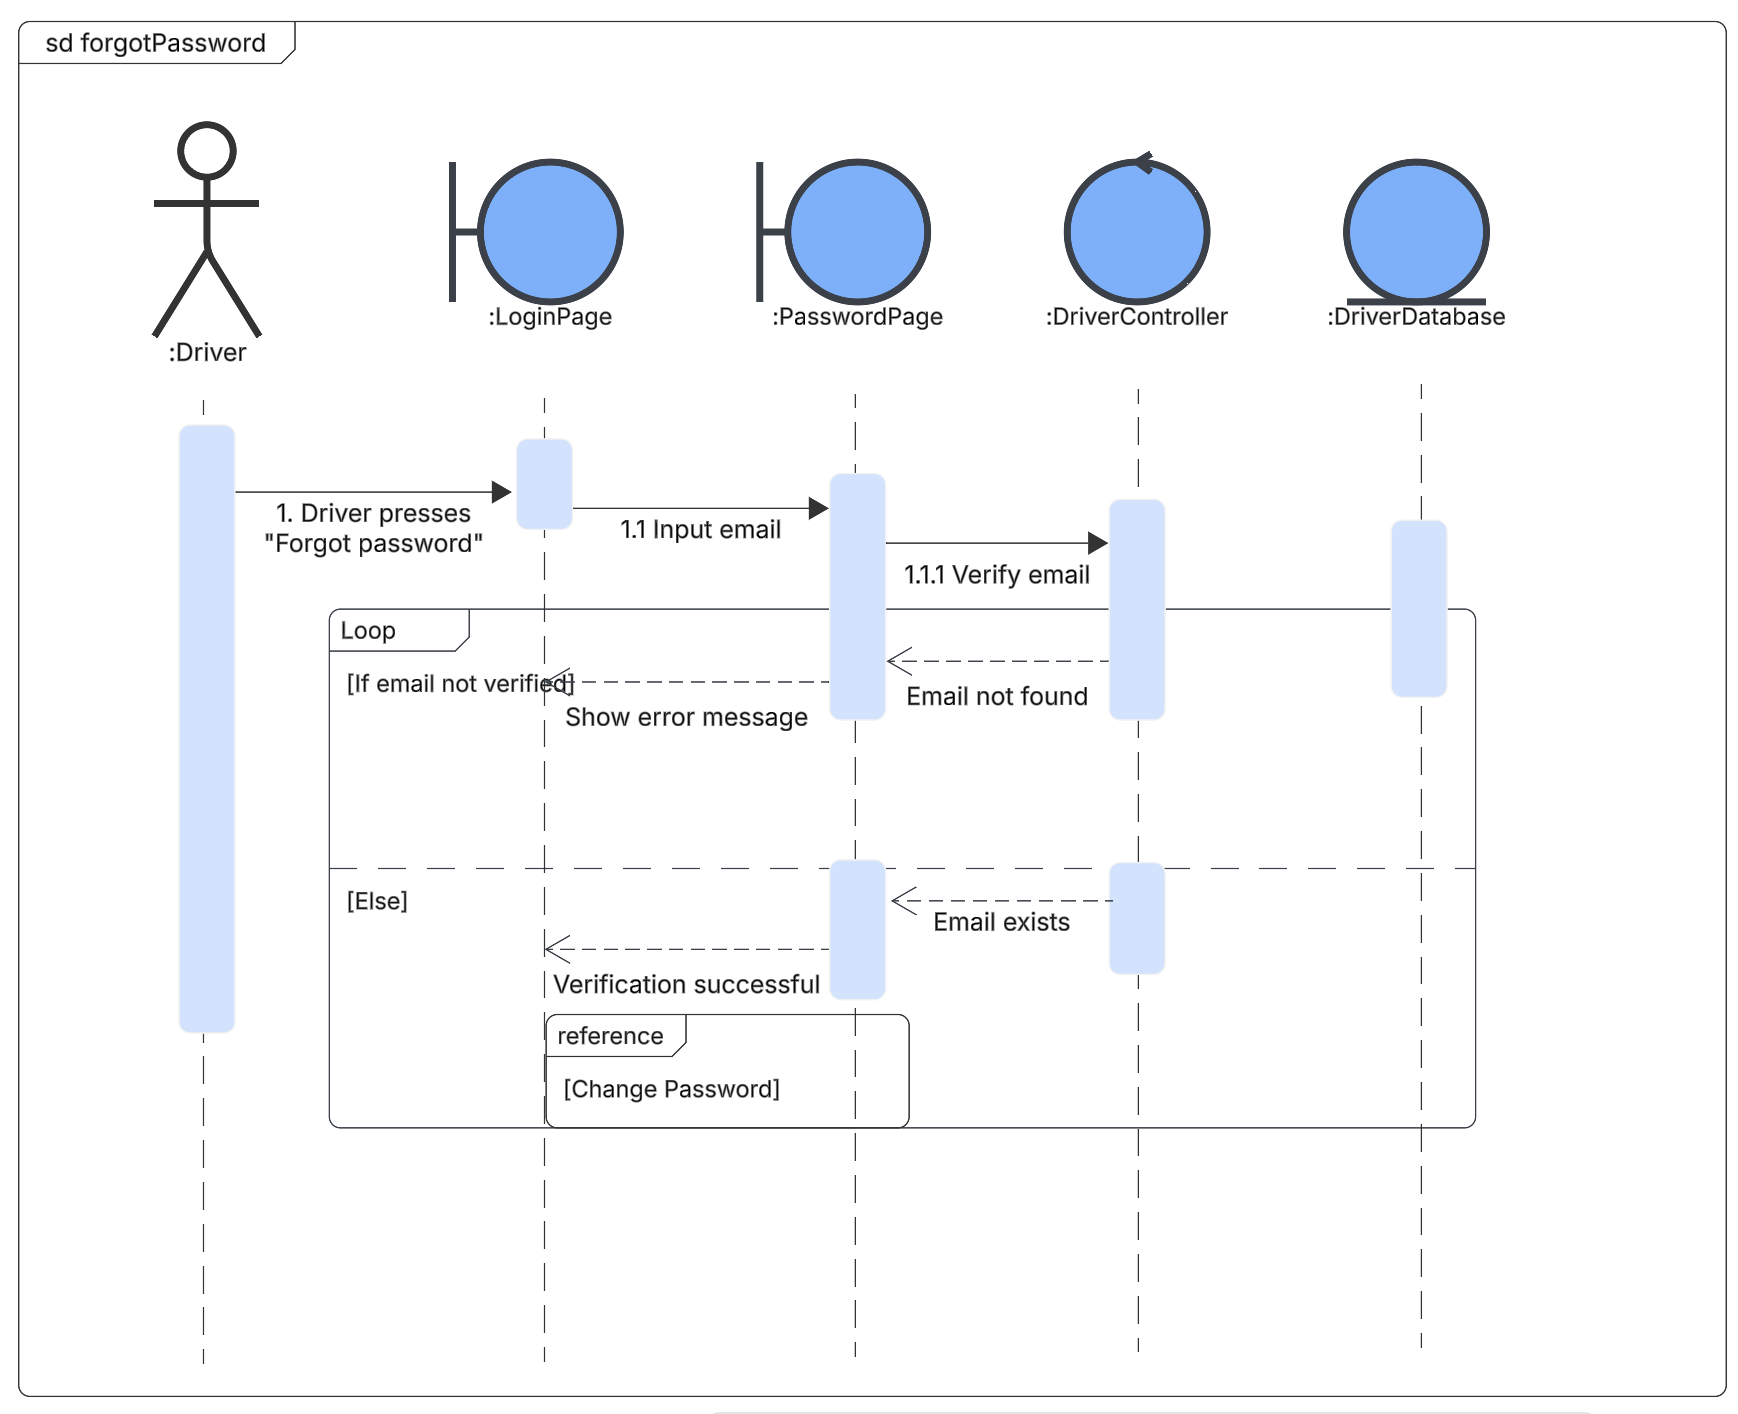 sd forgotPassword
:Driver
:LoginPage
:PasswordPage
:DriverController
:DriverDatabase
1. Driver presses
"Forgot password"
1.1 Input email
1.1.1 Verify email
Loop
[If email not verified]
Email not found
Show error message
[Else]
Email exists
Verification successful
reference
[Change Password]